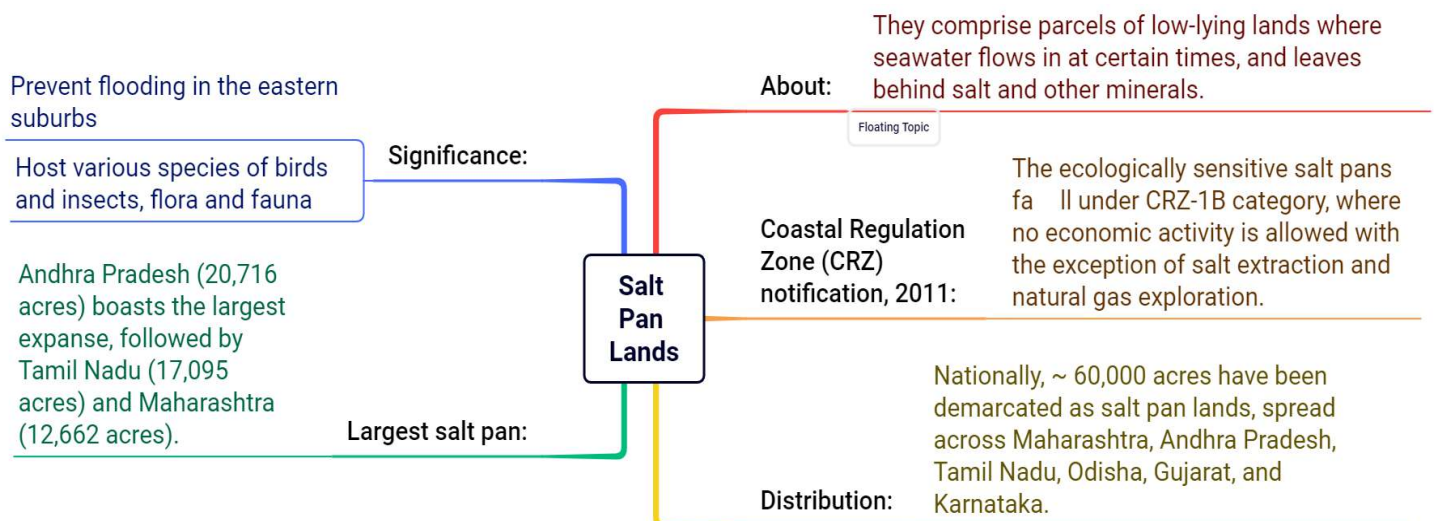 They comprise parcels of low-lying lands where
seawater flows in at certain times, and leaves
behind salt and other minerals.
About:
Floating Topic
Prevent flooding in the eastern
suburbs
Significance:
Host various species of birds
and insects, flora and fauna
The ecologically sensitive salt pans
fa ll under CRZ-1B category, where
no economic activity is allowed with
the exception of salt extraction and
natural gas exploration.
Coastal Regulation
Zone (CRZ)
notification, 2011:
Salt
Pan
Lands
Andhra Pradesh (20,716
acres) boasts the largest
expanse, followed by
Tamil Nadu (17,095
acres) and Maharashtra
(12,662 acres).
Largest salt pan:
Nationally, ~ 60,000 acres have been
demarcated as salt pan lands, spread
across Maharashtra, Andhra Pradesh,
Tamil Nadu, Odisha, Gujarat, and
Karnataka.
Distribution: